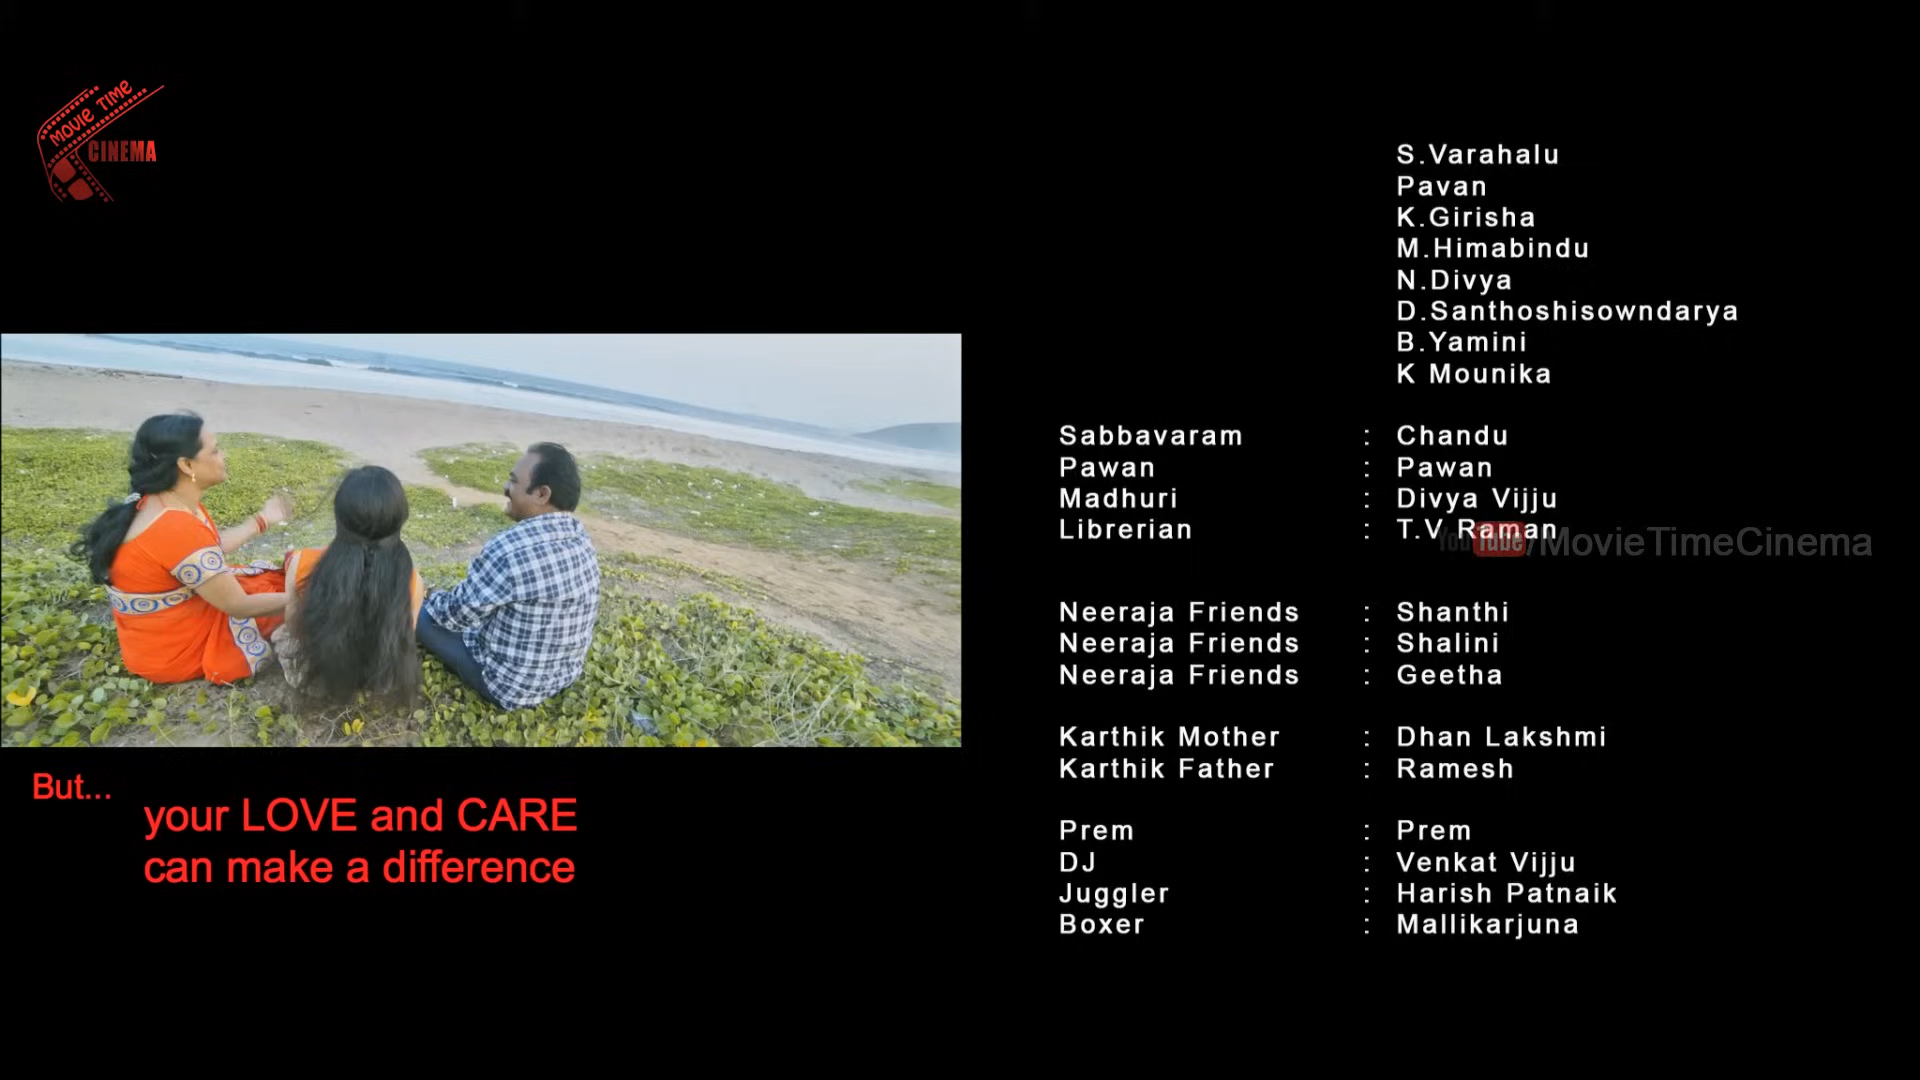 MOVIE TIME
CINEMA
S.Varahalu
Pavan
K.Girisha
M.Himabindu
N.Divya
D.Santhoshisowndarya
B.Yamini
K Mounika
Sabbavaram : Chandu
Pawan : Pawan
Madhuri : Divya Vijju
Librerian : T.V Raman
YouTube/MovieTimeCinema
Neeraja Friends : Shanthi
Neeraja Friends : Shalini
Neeraja Friends : Geetha
Karthik Mother : Dhan Lakshmi
Karthik Father : Ramesh
Prem : Prem
DJ : Venkat Vijju
Juggler : Harish Patnaik
Boxer : Mallikarjuna
But...
your LOVE and CARE
can make a difference